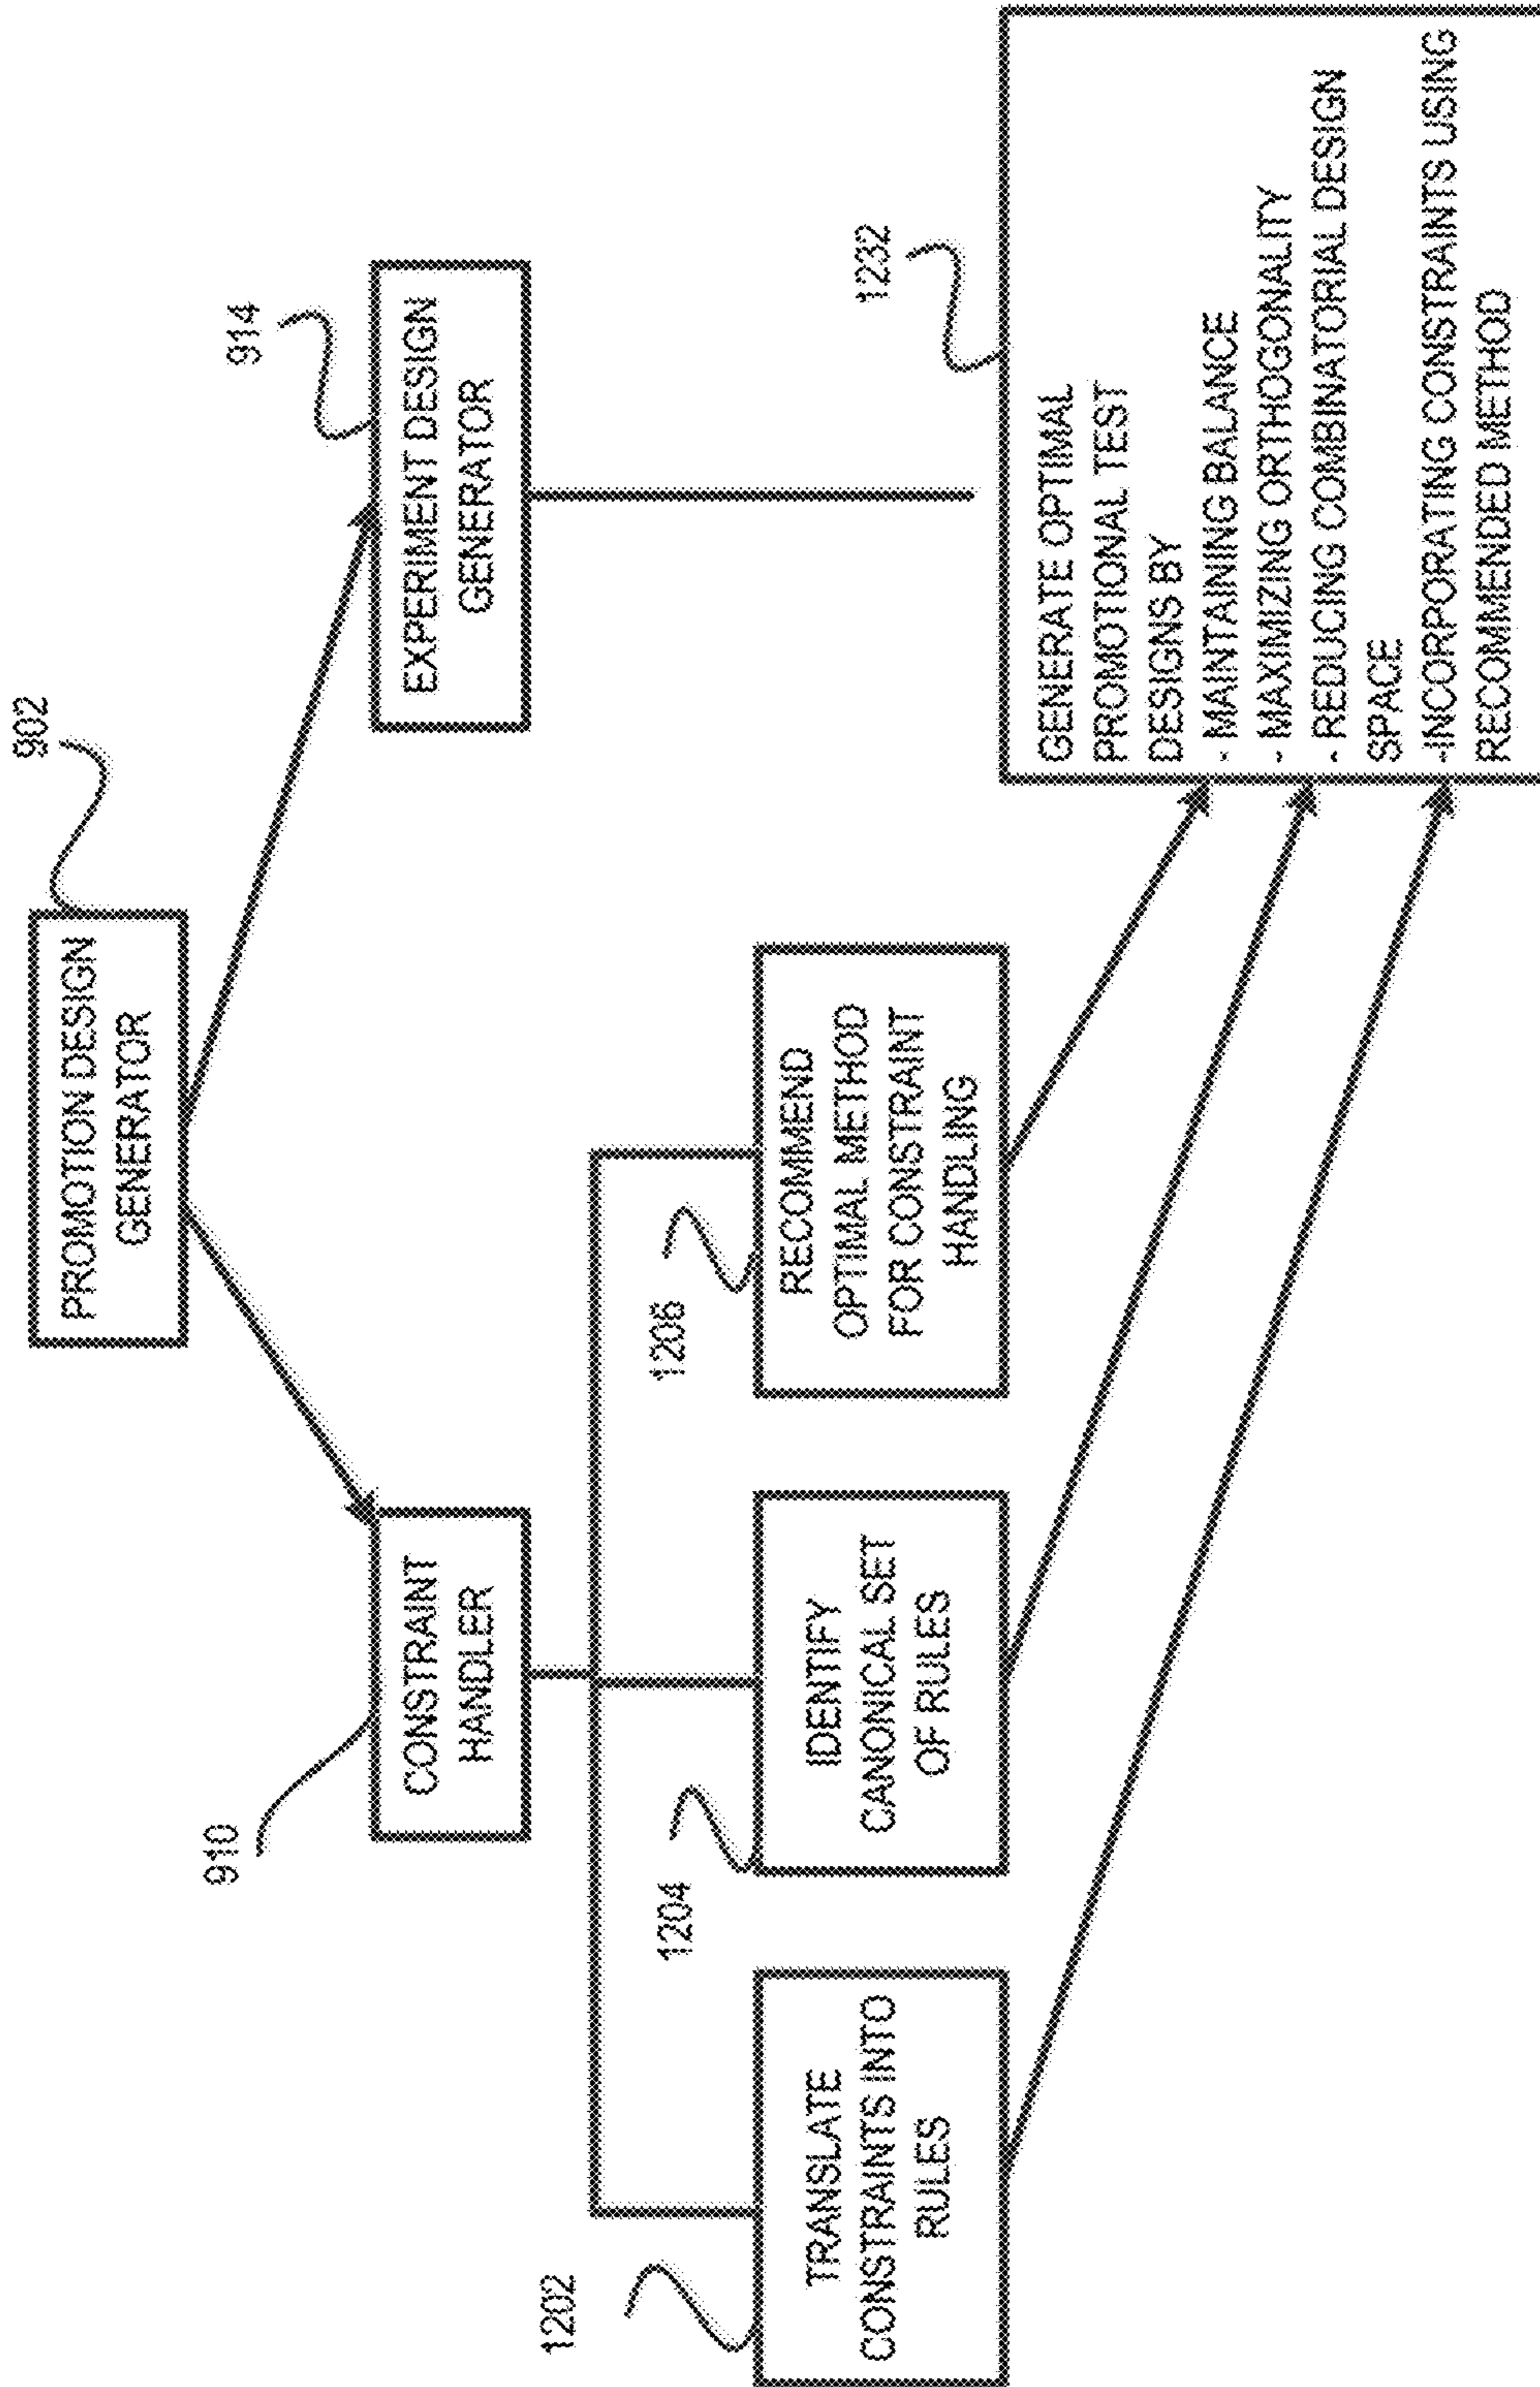 902
PROMOTION DESIGN
GENERATOR
910
CONSTRAINT
HANDLER
914
EXPERIMENT DESIGN
GENERATOR
1202
TRANSLATE
CONSTRAINTS INTO
RULES
1204
IDENTIFY
CANONICAL SET
OF RULES
1206
RECOMMEND
OPTIMAL METHOD
FOR CONSTRAINT
HANDLING
1232
GENERATE OPTIMAL
PROMOTIONAL TEST
DESIGNS BY
- MAINTAINING BALANCE
- MAXIMIZING ORTHOGONALITY
- REDUCING COMBINATORIAL DESIGN
SPACE
-INCORPORATING CONSTRAINTS USING
RECOMMENDED METHOD